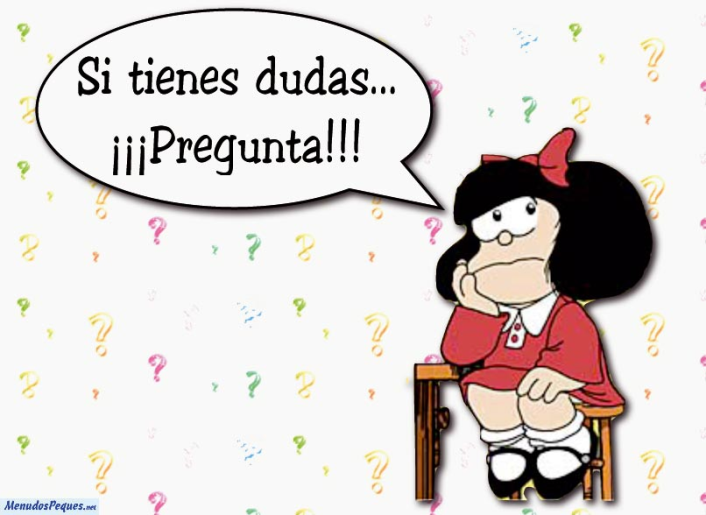 Si tienes dudas...
¡¡¡Pregunta!!!
MenudosPeques.net